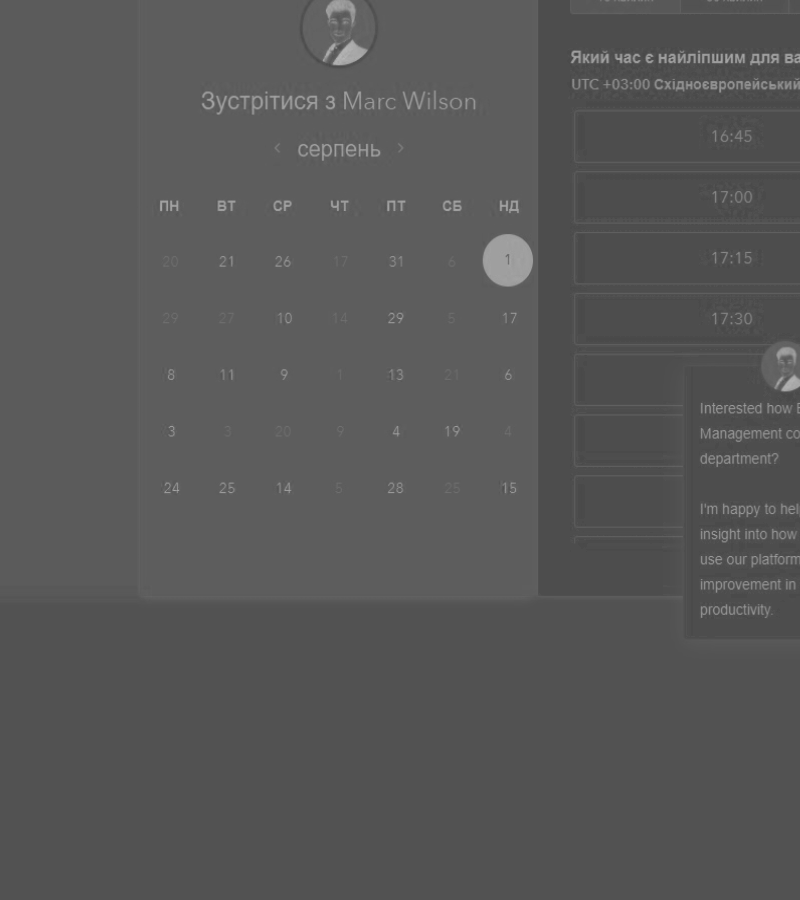 Зустрітися з Marc Wilson
серпень
ПН ВТ СР ЧТ ПТ СБ НД
20 21 26 17 31 6 1
29 27 10 14 29 5 17
8 11 9 1 13 21 6
3 3 20 9 4 19 4
24 25 14 5 28 25 15
Який час є найліпшим для ва
UTC +03:00 Східноєвропейський
16:45
17:00
17:15
17:30
Interested how
Management co
department?
I'm happy to hel
insight into how
use our platform
improvement in
productivity.